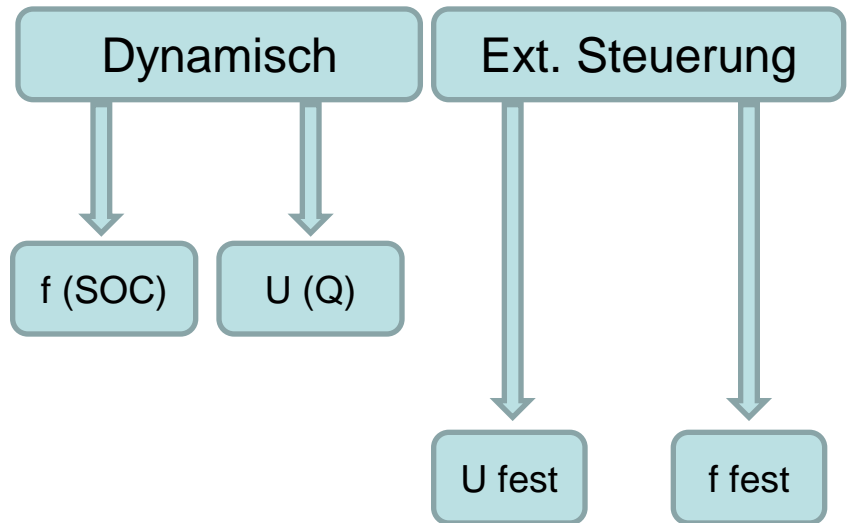 Dynamisch
Ext. Steuerung
f (SOC)
U (Q)
U fest
f fest